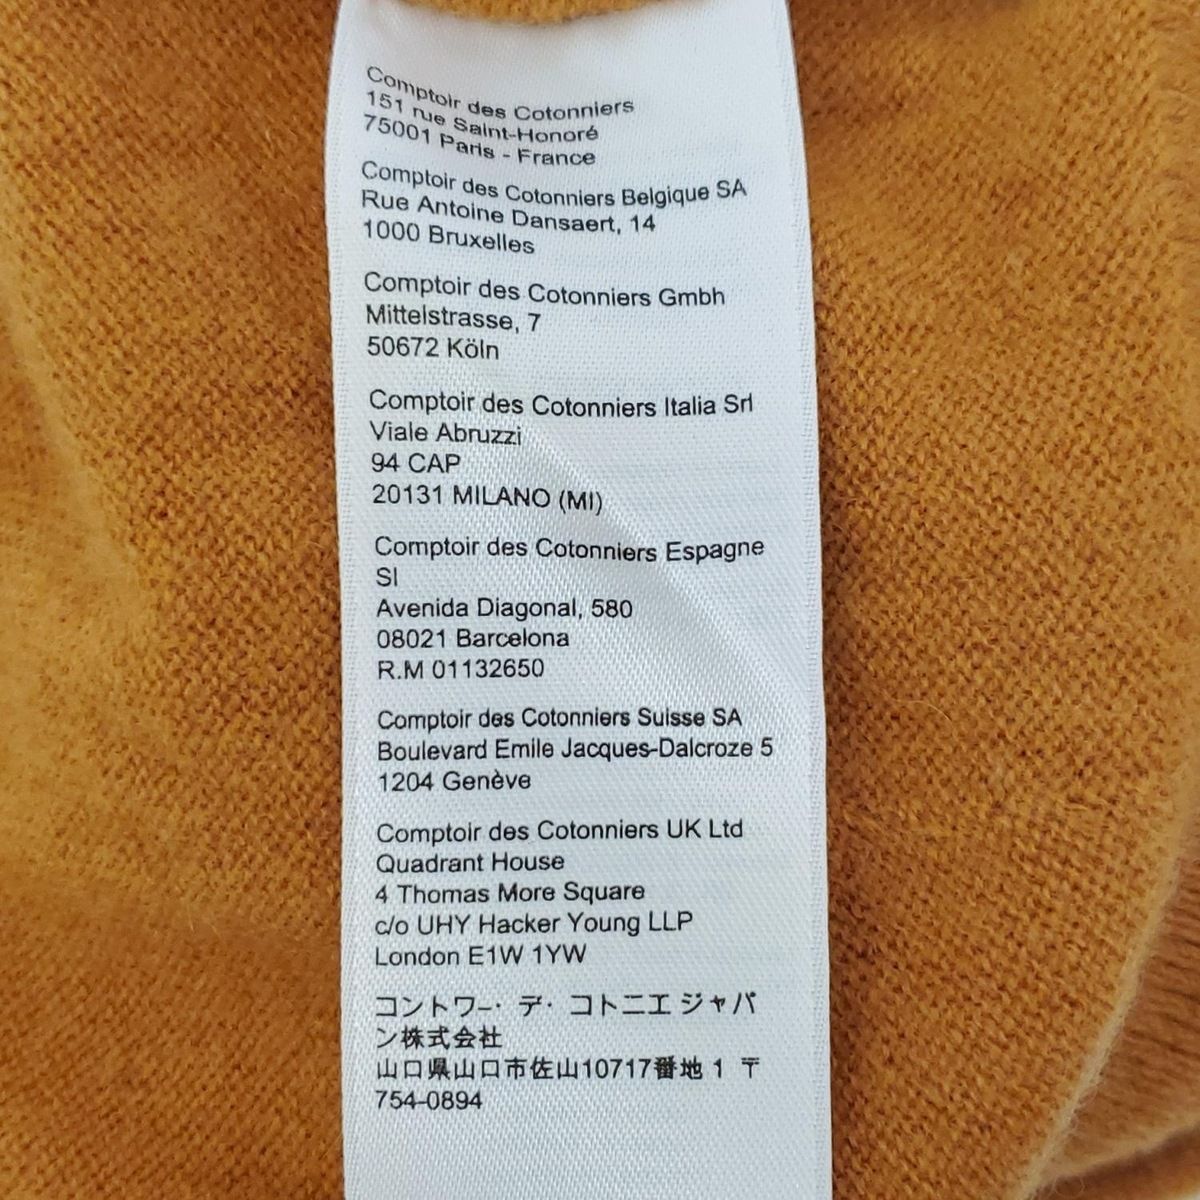 Comptoir des Cotonniers
151 rue Saint-Honoré
75001 Paris - France
Comptoir des Cotonniers Belgique SA
Rue Antoine Dansaert, 14
1000 Bruxelles
Comptoir des Cotonniers Gmbh
Mittelstrasse, 7
50672 Köln
Comptoir des Cotonniers Italia Srl
Viale Abruzzi
94 CAP
20131 MILANO (MI)
Comptoir des Cotonniers Espagne
Sl
Avenida Diagonal, 580
08021 Barcelona
R.M 01132650
Comptoir des Cotonniers Suisse SA
Boulevard Emile Jacques-Dalcroze 5
1204 Genève
Comptoir des Cotonniers UK Ltd
Quadrant House
4 Thomas More Square
c/o UHY Hacker Young LLP
London E1W 1YW
コントワ–・デ・コトニエ ジャパ
ン株式会社
山口県山口市佐山10717番地 1 〒
754-0894